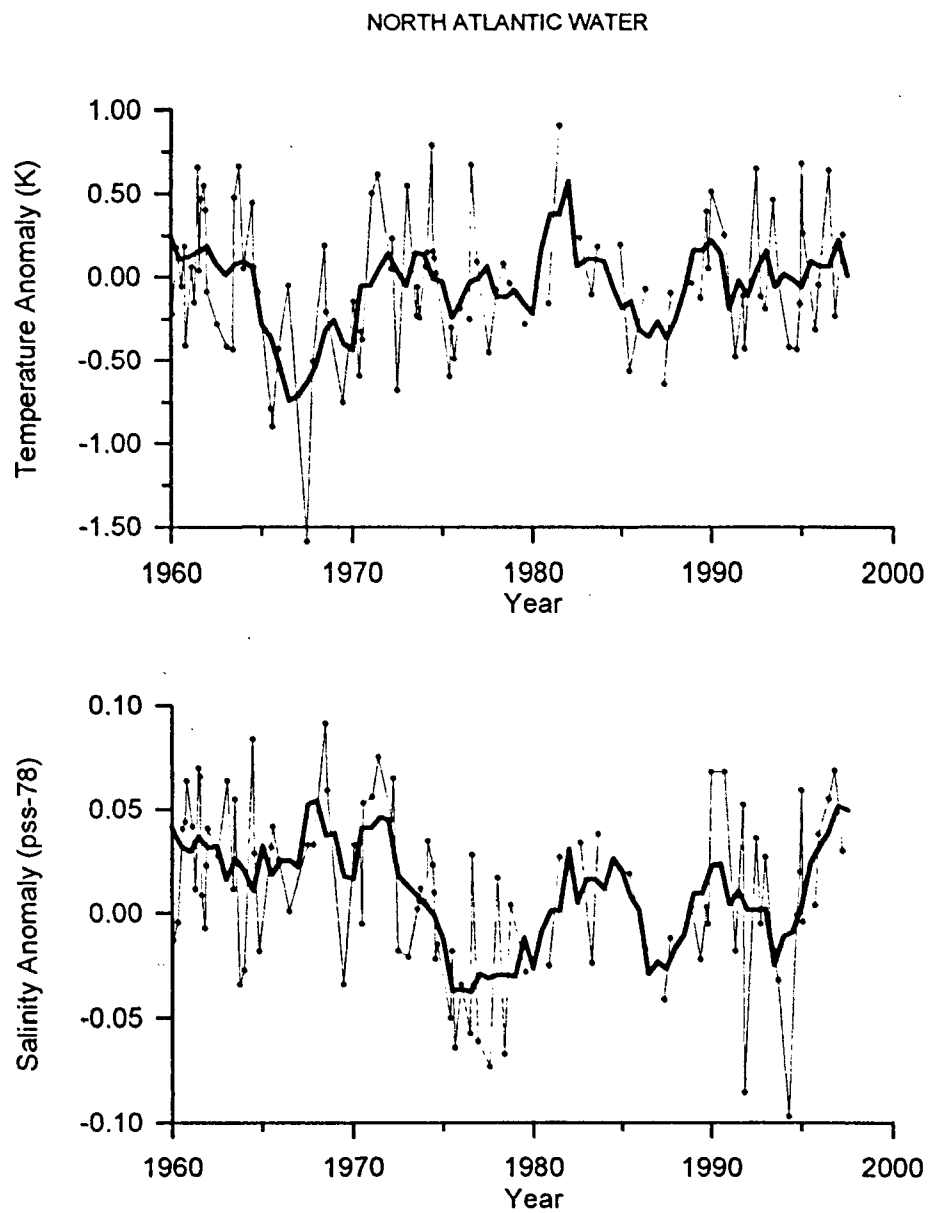 NORTH ATLANTIC WATER
Temperature Anomaly (K)
1.00
0.50
0.00
-0.50
-1.00
-1.50
1960 1970 1980 1990 2000
Year
Salinity Anomaly (pss-78)
0.10
0.05
0.00
-0.05
-0.10
1960 1970 1980 1990 2000
Year